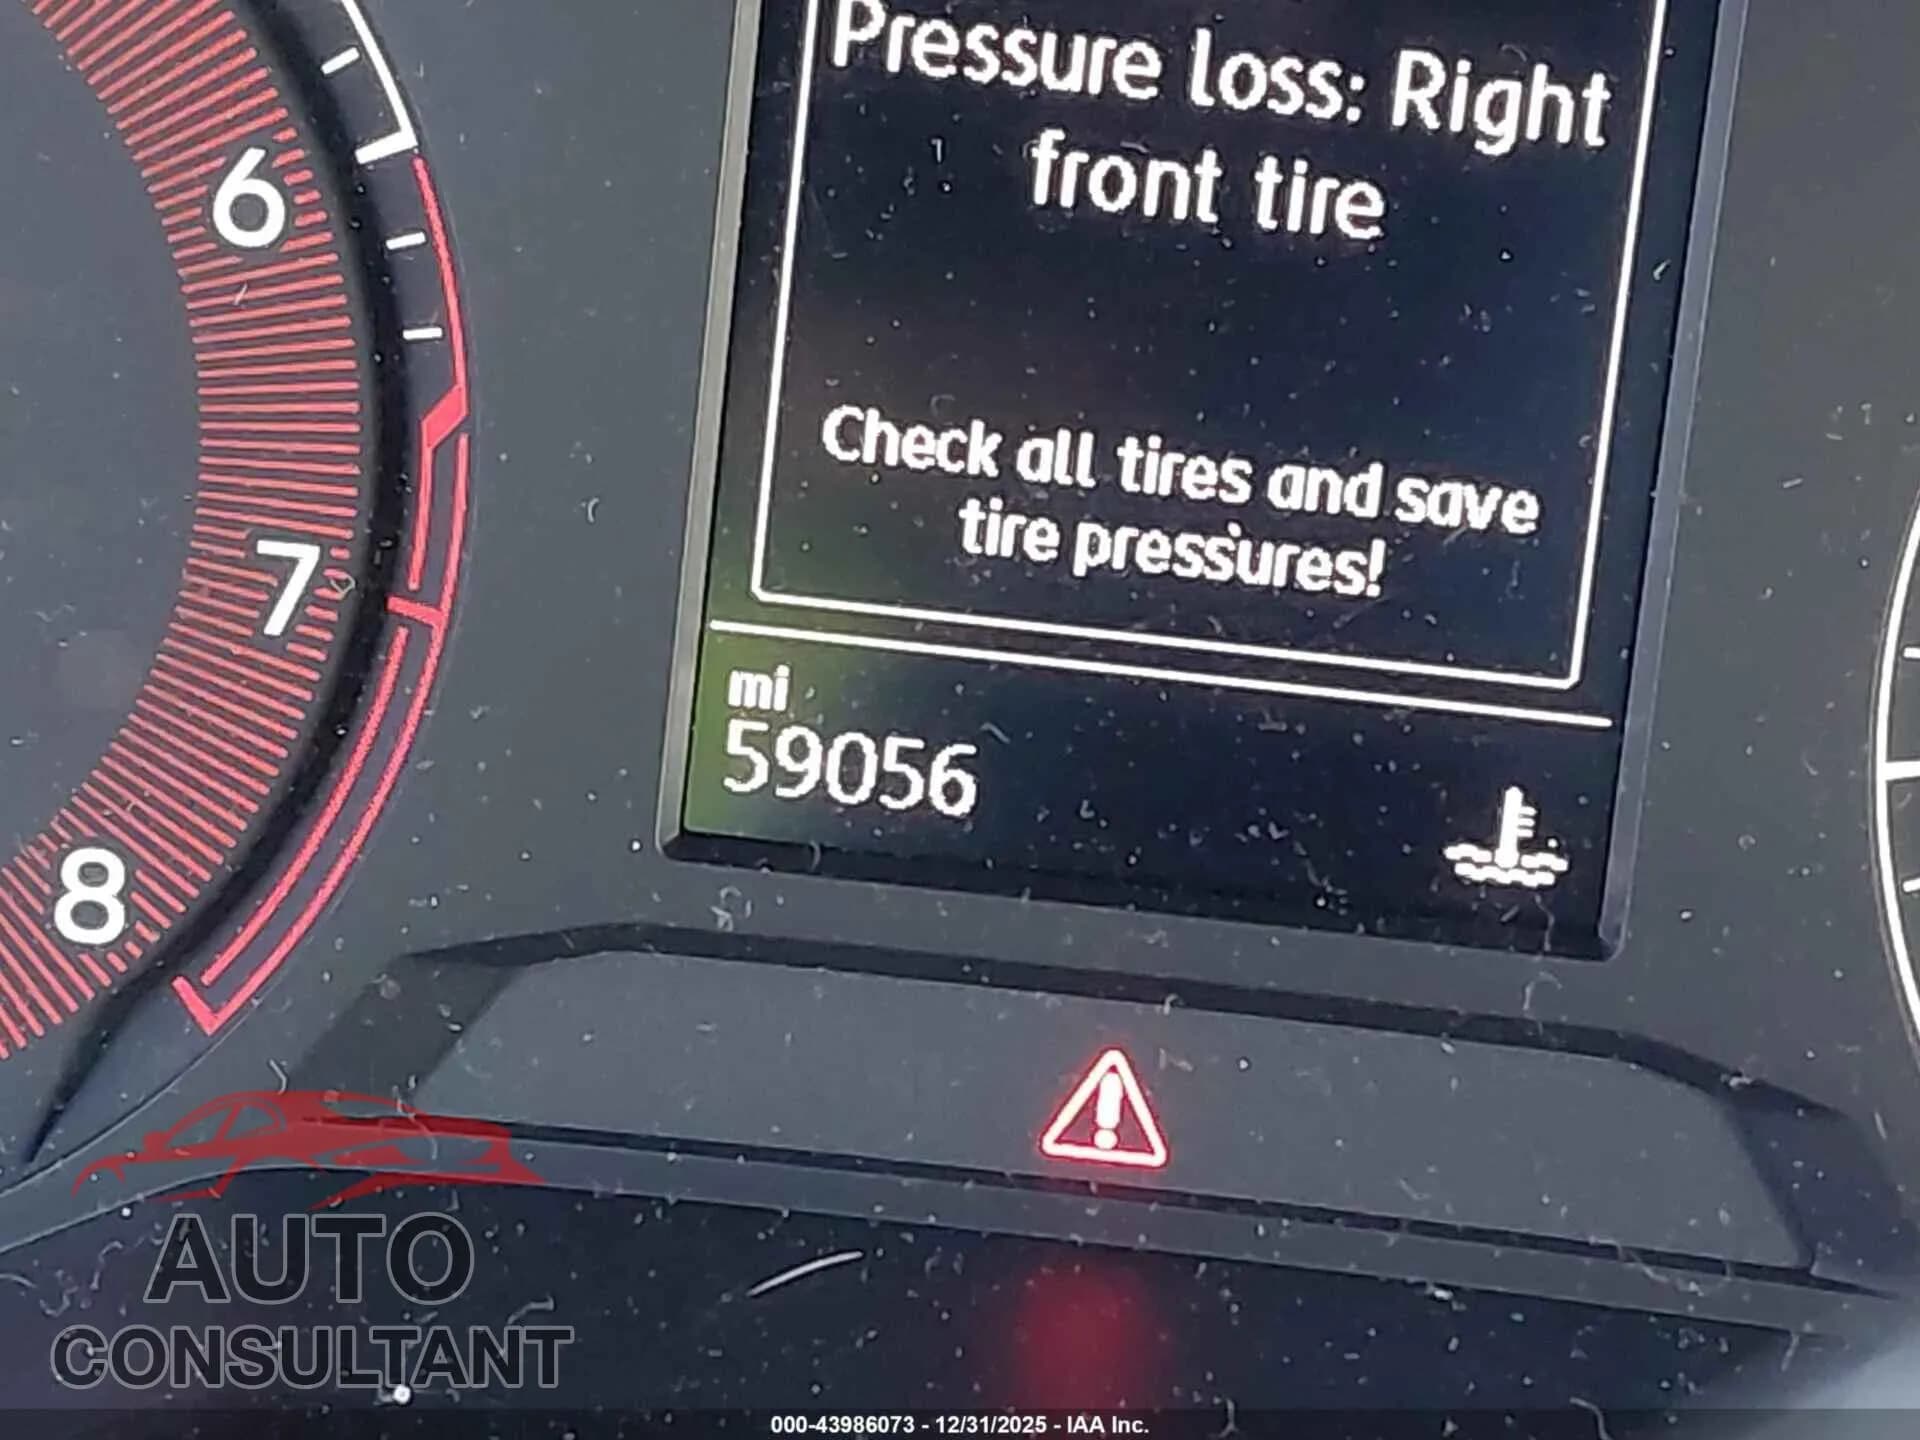 Pressure loss: Right
front tire
Check all tires and save
tire pressures!
mi
59056
6
7
8
AUTO
CONSULTANT
000-43986073 - 12/31/2025 - IAA Inc.